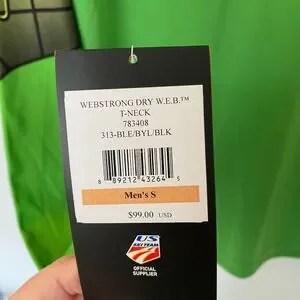 WEBSTRONG DRY W.E.B.™
T-NECK
783408
313-BLE/BYL/BLK
8 89212 43264 5
Men's S
$99.00 USD
US
SKI TEAM
OFFICIAL
SUPPLIER